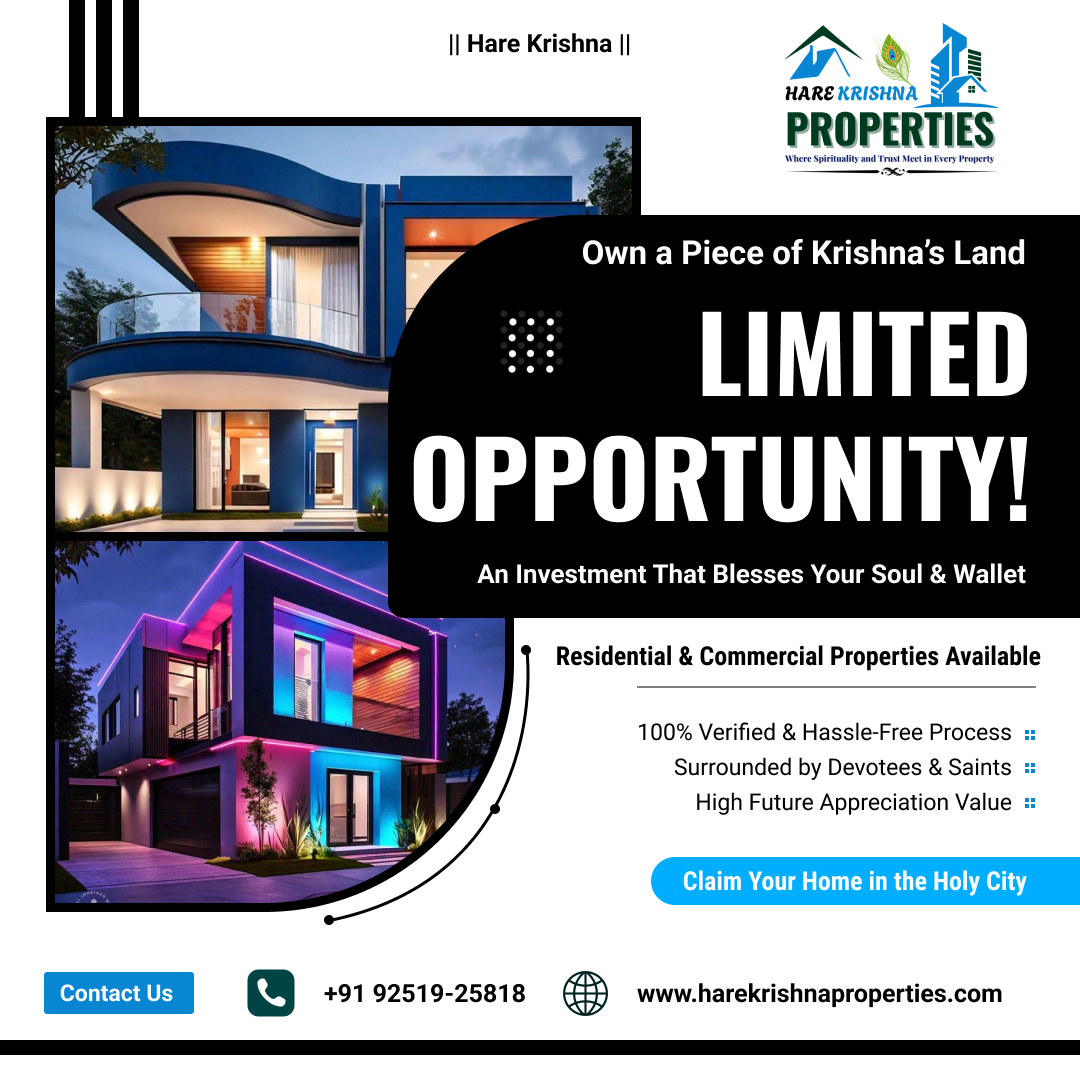 || Hare Krishna ||
HARE KRISHNA
PROPERTIES
Where Spirituality and Trust Meet in Every Property
Own a Piece of Krishna’s Land
LIMITED
OPPORTUNITY!
An Investment That Blesses Your Soul & Wallet
Residential & Commercial Properties Available
100% Verified & Hassle-Free Process
Surrounded by Devotees & Saints
High Future Appreciation Value
Claim Your Home in the Holy City
Contact Us
+91 92519-25818
www.harekrishnaproperties.com